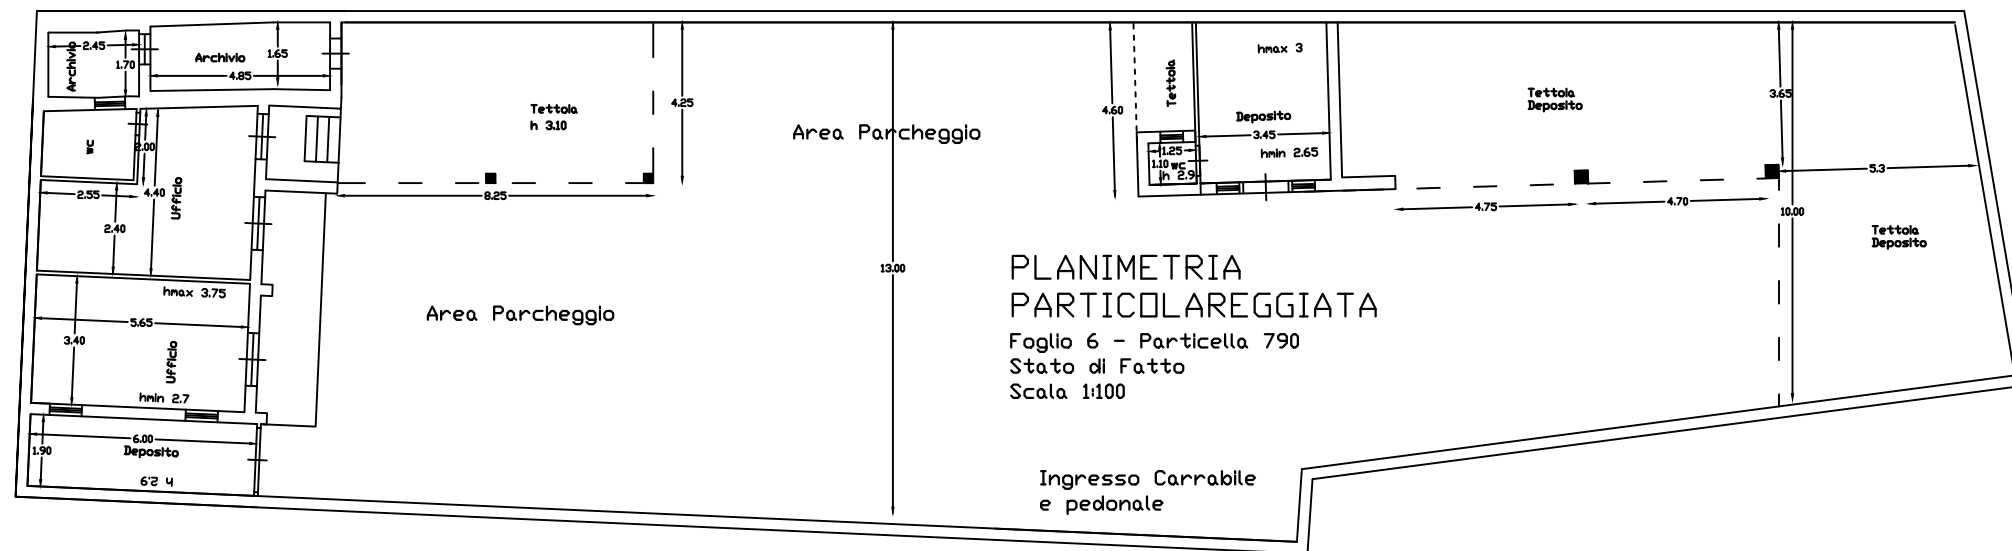 2.45
Archivio
1.70
Archivio
1.65
4.85
Tettoia
h 3.10
4.25
Area Parcheggio
4.60
Tettoia
hmax 3
Deposito
3.45
hmin 2.65
1.25
1.10 wc
h 2.9
Tettoia
Deposito
3.65
5.3
wc
2.00
4.40
Ufficio
2.55
2.40
8.25
4.75
4.70
10.00
Tettoia
Deposito
13.00
PLANIMETRIA
PARTICOLAREGGIATA
Foglio 6 - Particella 790
Stato di Fatto
Scala 1:100
hmax 3.75
5.65
3.40
Ufficio
hmin 2.7
Area Parcheggio
6.00
1.90
Deposito
h 2.9
Ingresso Carrabile
e pedonale